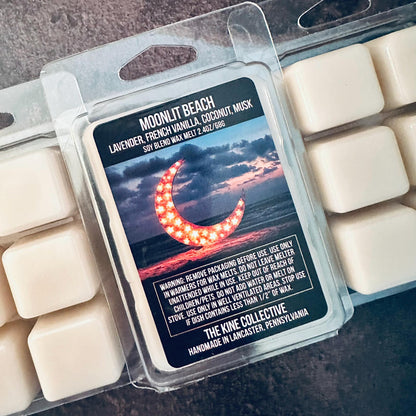 MOONLIT BEACH
LAVENDER, FRENCH VANILLA, COCONUT, MUSK
SOY BLEND WAX MELT 2.4OZ/68G
WARNING: REMOVE PACKAGING BEFORE USE. USE ONLY
IN WARMERS FOR WAX MELTS. DO NOT LEAVE MELTER
UNATTENDED WHILE IN USE. KEEP OUT OF REACH OF
CHILDREN/PETS. DO NOT ADD WATER OR MELT ON
STOVE. USE ONLY IN WELL VENTILATED AREAS. STOP USE
IF DISH CONTAINS LESS THAN 1/2" OF WAX.
THE KINE COLLECTIVE
HANDMADE IN LANCASTER, PENNSYLVANIA